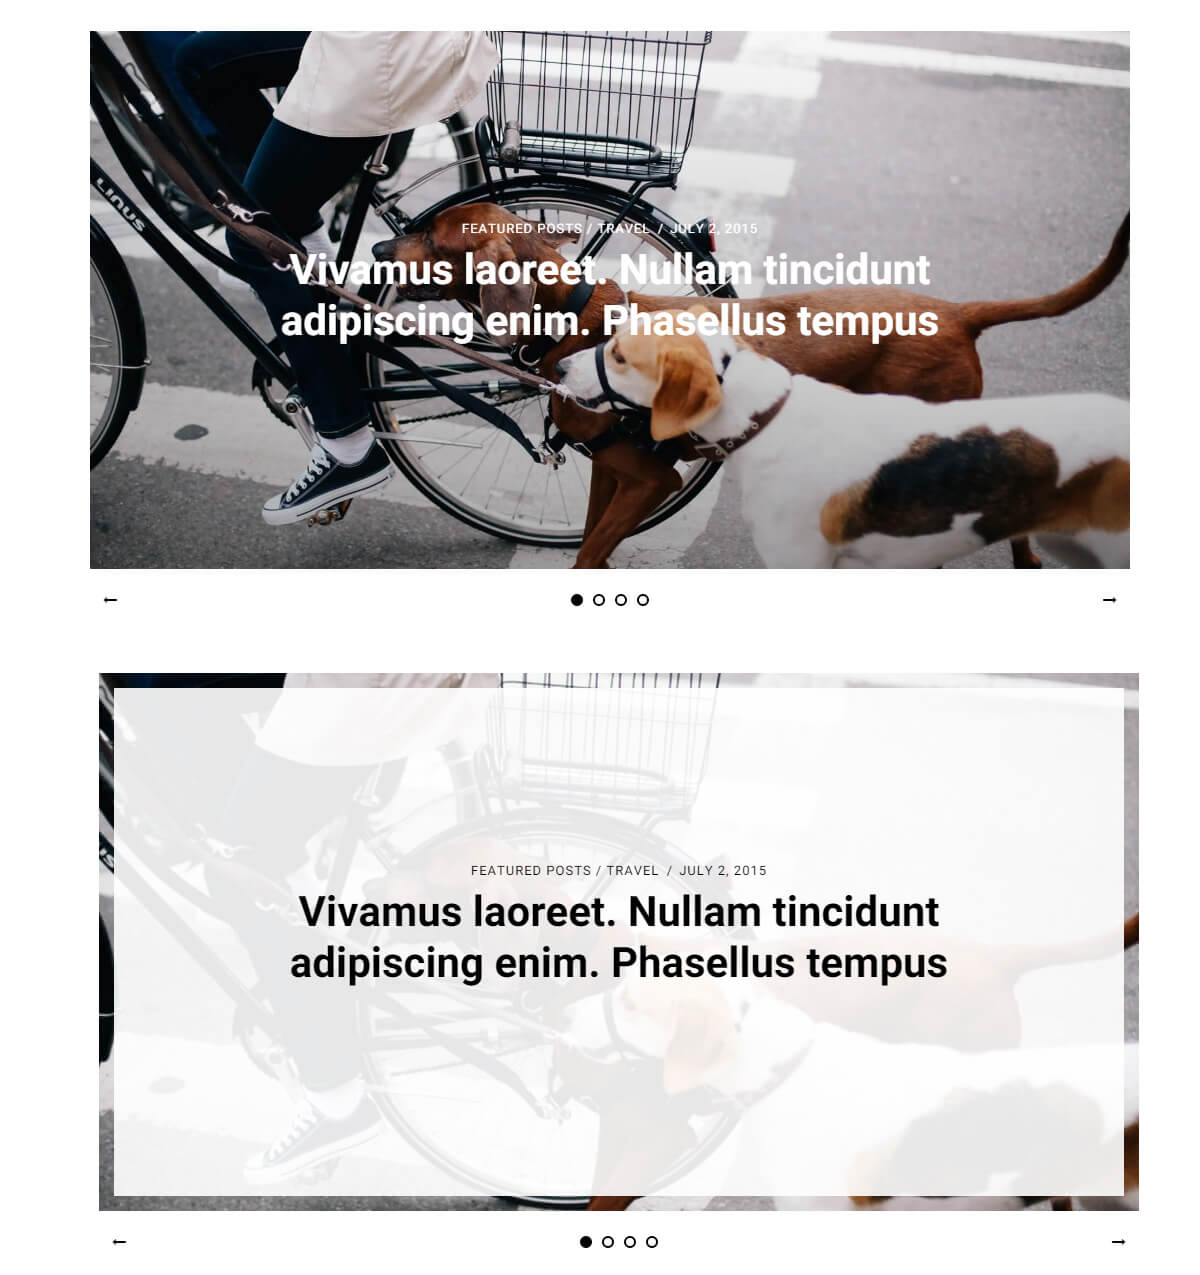 LINUS
FEATURED POSTS / TRAVEL / JULY 2, 2015
Vivamus laoreet. Nullam tincidunt
adipiscing enim. Phasellus tempus
FEATURED POSTS / TRAVEL / JULY 2, 2015
Vivamus laoreet. Nullam tincidunt
adipiscing enim. Phasellus tempus